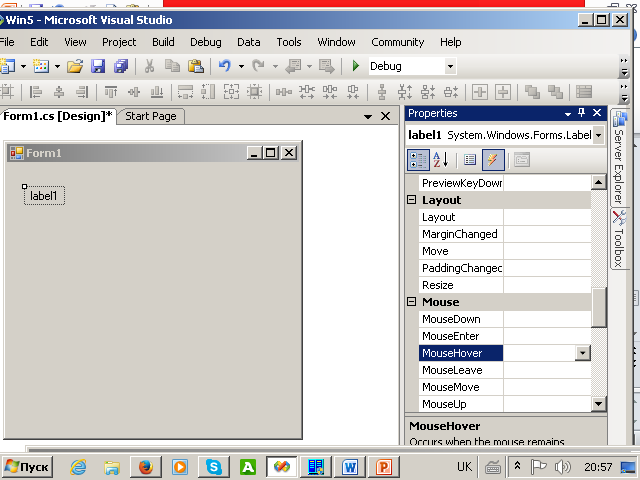 Win5 - Microsoft Visual Studio
File Edit View Project Build Debug Data Tools Window Community Help
Debug
Form1.cs [Design]* Start Page
Properties
label1 System.Windows.Forms.Label
Form1
label1
PreviewKeyDown
Layout
Layout
MarginChanged
Move
PaddingChanged
Resize
Mouse
MouseDown
MouseEnter
MouseHover
MouseLeave
MouseMove
MouseUp
MouseHover
Occurs when the mouse remains
Server Explorer
Toolbox
Пуск UK 20:57